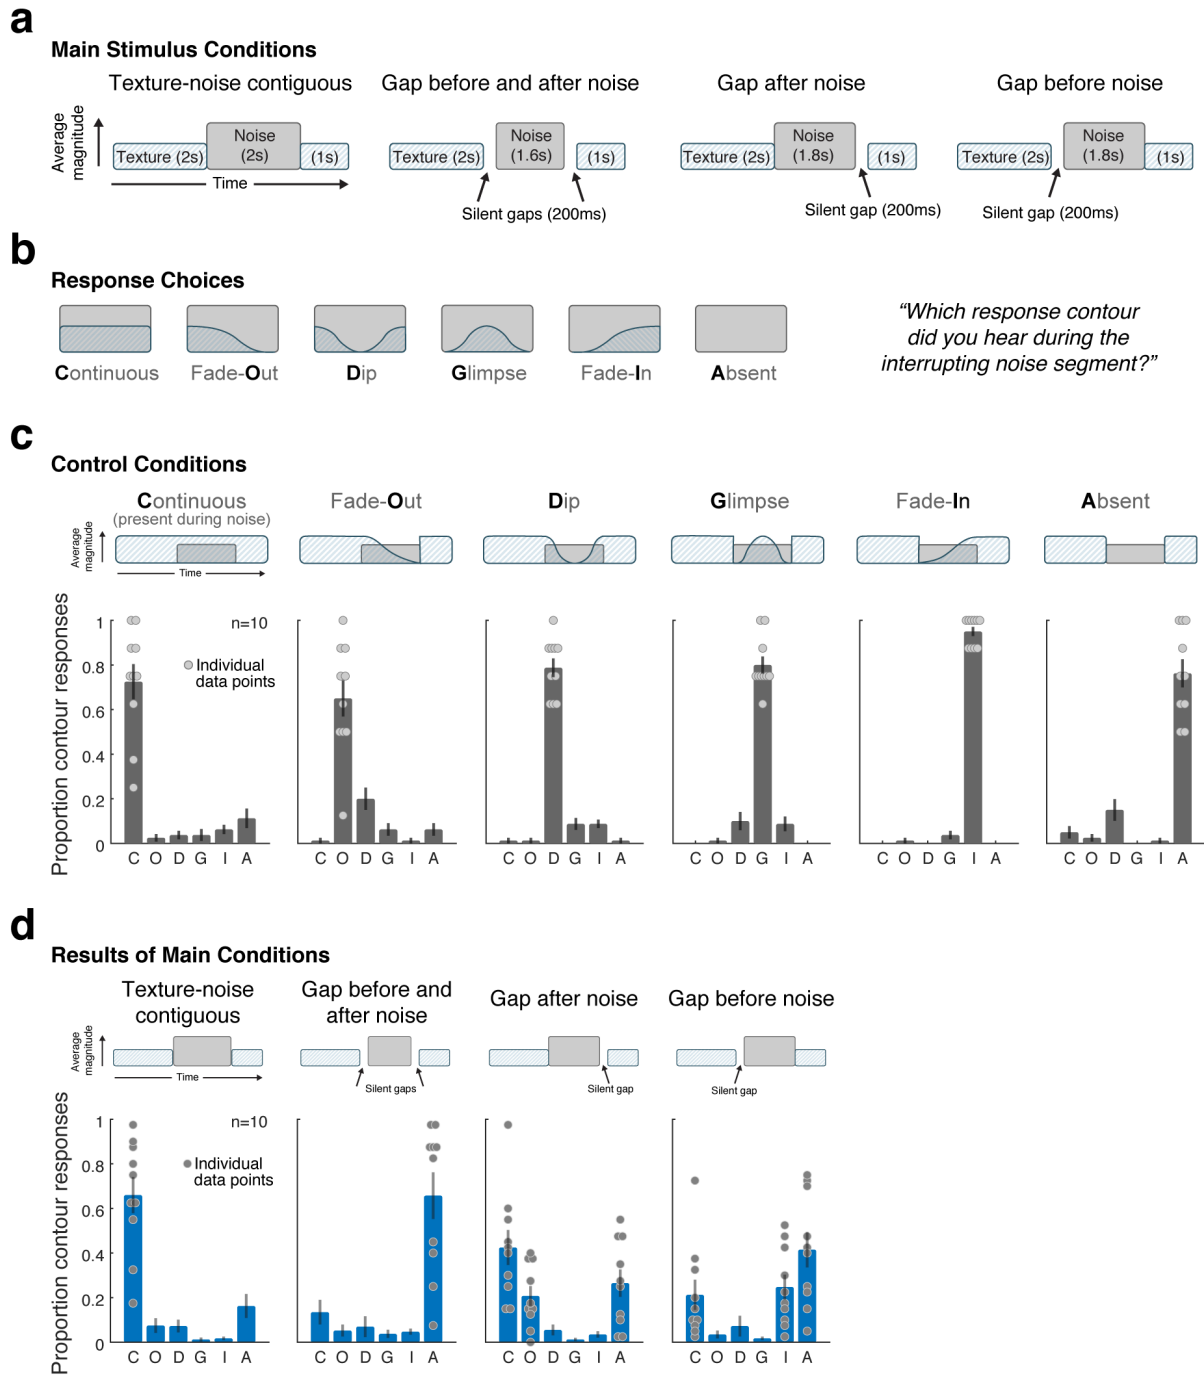 a
Main Stimulus Conditions
Texture-noise contiguous
Gap before and after noise
Gap after noise
Gap before noise
Average
magnitude
Texture (2s)
Noise
(2s)
(1s)
Time
Texture (2s)
Noise
(1.6s)
(1s)
Silent gaps (200ms)
Texture (2s)
Noise
(1.8s)
(1s)
Silent gap (200ms)
Texture (2s)
Noise
(1.8s)
(1s)
Silent gap (200ms)
b
Response Choices
Continuous
Fade-Out
Dip
Glimpse
Fade-In
Absent
“Which response contour
did you hear during the
interrupting noise segment?”
c
Control Conditions
Continuous
(present during noise)
Fade-Out
Dip
Glimpse
Fade-In
Absent
Average
magnitude
Time
Proportion contour responses
1
0.8
0.6
0.4
0.2
0
n=10
Individual
data points
C O D G I A
C O D G I A
C O D G I A
C O D G I A
C O D G I A
C O D G I A
d
Results of Main Conditions
Texture-noise
contiguous
Gap before and
after noise
Gap after noise
Gap before noise
Average
magnitude
Time
Silent gaps
Silent gap
Silent gap
Proportion contour responses
1
0.8
0.6
0.4
0.2
0
n=10
Individual
data points
C O D G I A
C O D G I A
C O D G I A
C O D G I A